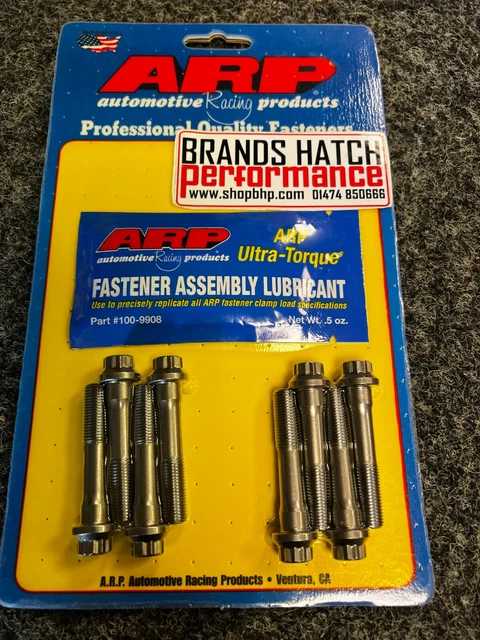 ARP
automotive Racing products
Professional Quality Fasteners
BRANDS HATCH
performance
www.shopbhp.com 01474 850666
ARP
automotive Racing products
ARP
Ultra-Torque
FASTENER ASSEMBLY LUBRICANT
Use to precisely replicate all ARP fastener clamp load specifications
Part #100-9908 Net Wt. .5 oz.
A.R.P. Automotive Racing Products • Ventura, CA